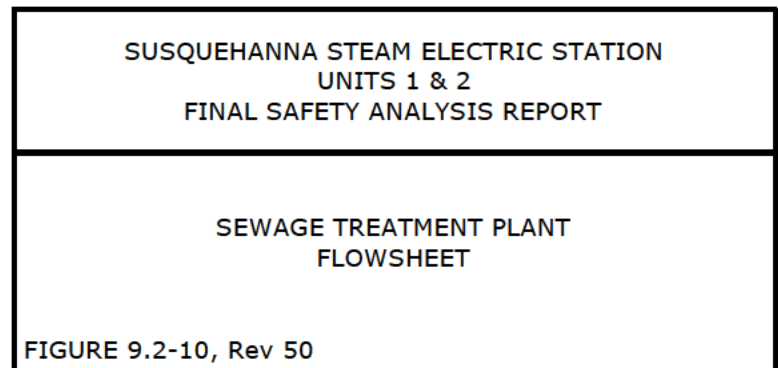 SUSQUEHANNA STEAM ELECTRIC STATION
UNITS 1 & 2
FINAL SAFETY ANALYSIS REPORT
SEWAGE TREATMENT PLANT
FLOWSHEET
FIGURE 9.2-10, Rev 50